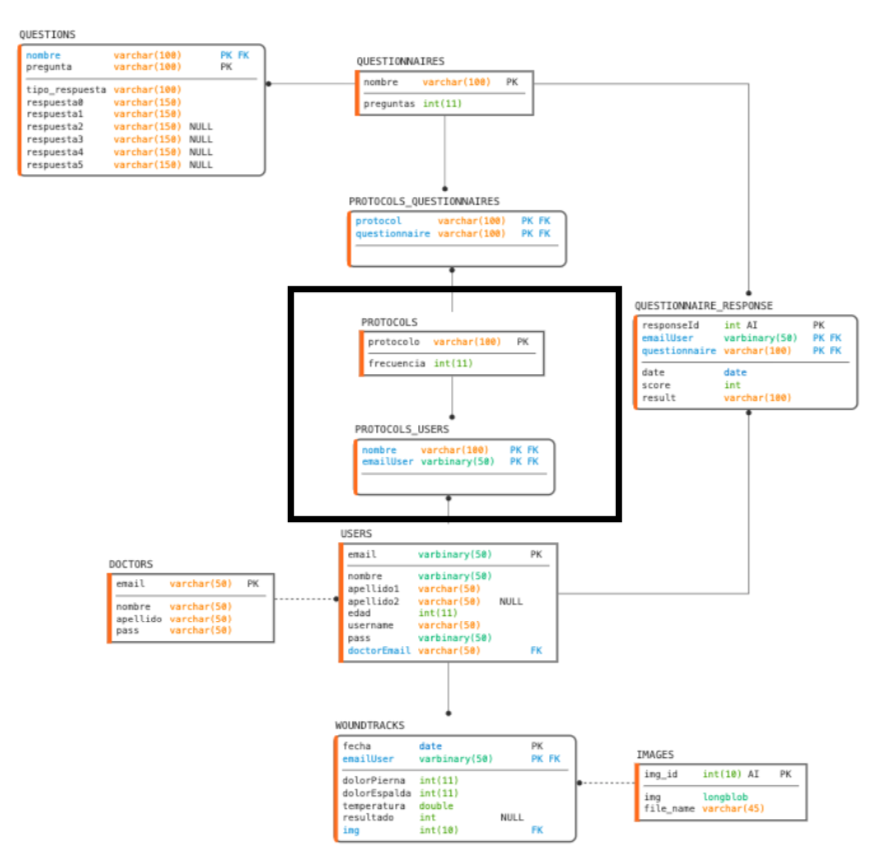 QUESTIONS
nombre varchar(100) PK FK
pregunta varchar(100) PK
tipo_respuesta varchar(100)
respuesta0 varchar(150)
respuesta1 varchar(150)
respuesta2 varchar(150) NULL
respuesta3 varchar(150) NULL
respuesta4 varchar(150) NULL
respuesta5 varchar(150) NULL
QUESTIONNAIRES
nombre varchar(100) PK
preguntas int(11)
PROTOCOLS_QUESTIONNAIRES
protocol varchar(100) PK FK
questionnaire varchar(100) PK FK
PROTOCOLS
protocolo varchar(100) PK
frecuencia int(11)
QUESTIONNAIRE_RESPONSE
responseId int AI PK
emailUser varbinary(50) PK FK
questionnaire varchar(100) PK FK
date date
score int
result varchar(100)
PROTOCOLS_USERS
nombre varchar(100) PK FK
emailUser varbinary(50) PK FK
USERS
email varbinary(50) PK
nombre varbinary(50)
apellido1 varchar(50)
apellido2 varchar(50) NULL
edad int(11)
username varchar(50)
pass varbinary(50)
doctorEmail varchar(50) FK
DOCTORS
email varchar(50) PK
nombre varchar(50)
apellido varchar(50)
pass varchar(50)
WOUNDTRACKS
fecha date PK
emailUser varbinary(50) PK FK
dolorPierna int(11)
dolorEspalda int(11)
temperatura double
resultado int NULL
img int(10) FK
IMAGES
img_id int(10) AI PK
img longblob
file_name varchar(45)